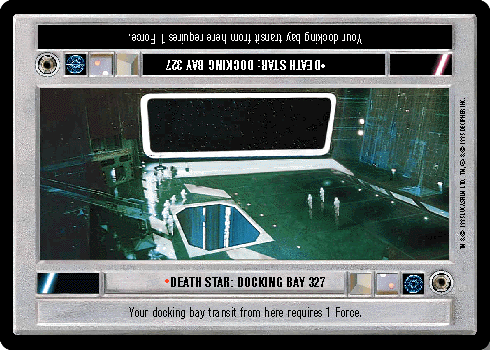 Your docking bay transit from here requires 1 Force.
•DEATH STAR: DOCKING BAY 327
•DEATH STAR: DOCKING BAY 327
Your docking bay transit from here requires 1 Force.